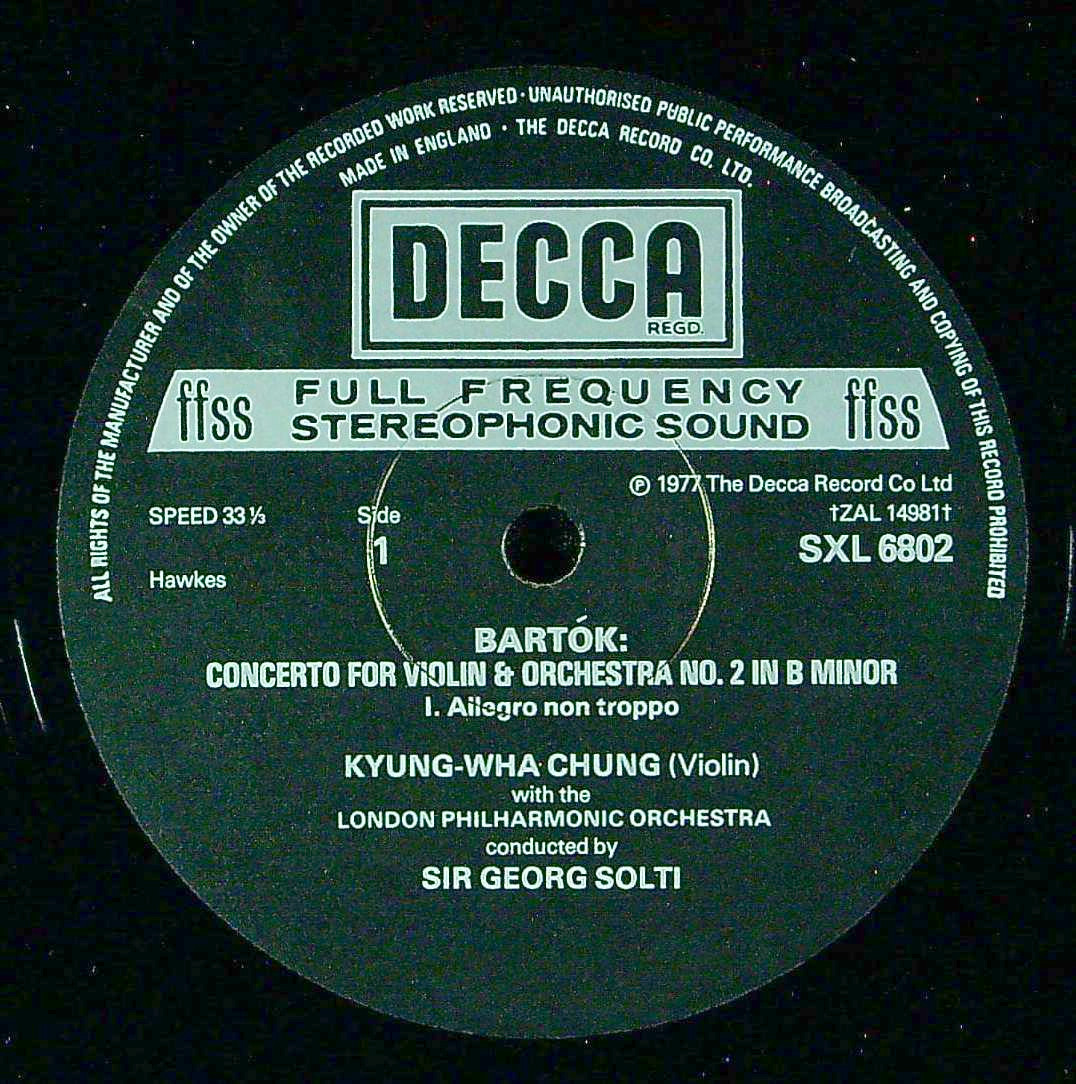 ALL RIGHTS OF THE MANUFACTURER AND OF THE OWNER OF THE RECORDED WORK RESERVED · UNAUTHORISED PUBLIC PERFORMANCE BROADCASTING AND COPYING OF THIS RECORD PROHIBITED
MADE IN ENGLAND · THE DECCA RECORD CO. LTD.
DECCA
REGD.
ffss FULL FREQUENCY STEREOPHONIC SOUND ffss
℗ 1977 The Decca Record Co Ltd
SPEED 33⅓ Side †ZAL 14981†
1 SXL 6802
Hawkes
BARTÓK:
CONCERTO FOR VIOLIN & ORCHESTRA NO. 2 IN B MINOR
I. Allegro non troppo
KYUNG-WHA CHUNG (Violin)
with the
LONDON PHILHARMONIC ORCHESTRA
conducted by
SIR GEORG SOLTI